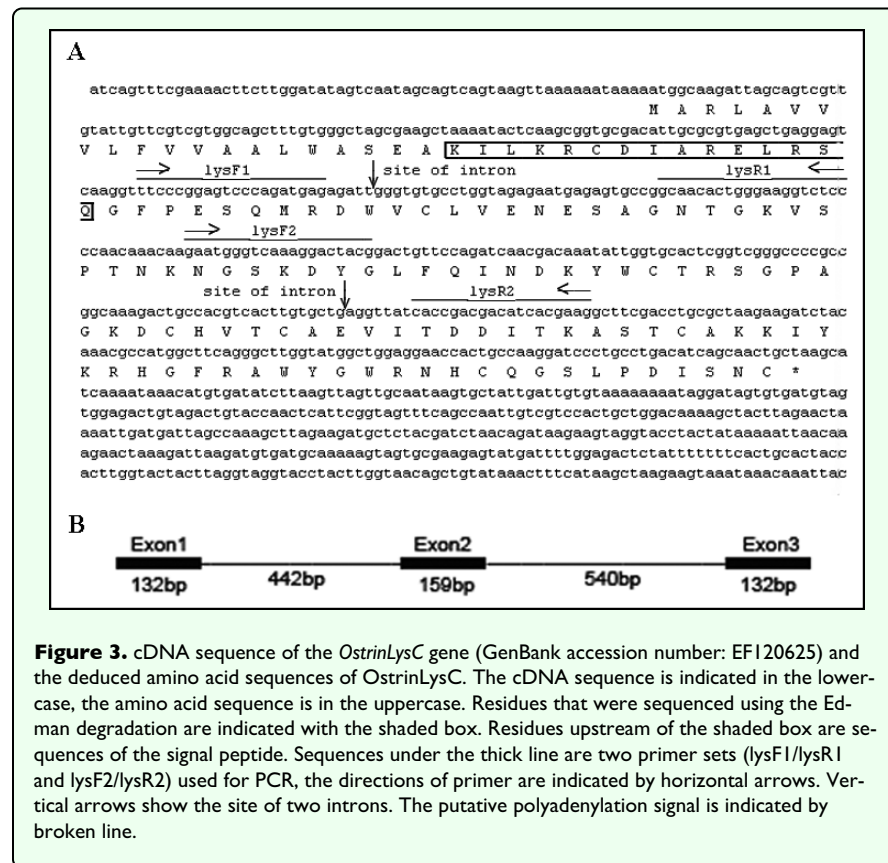 A
atcagtttcgaaaacttcttggatatagtcaatagcagtcagtaagttaaaaaataaaaatggcaagattagcagtcgtt
M A R L A V V
gtattgttcgtcgtggcagctttgtgggctagcgaagctaaaatactcaagcggtgcgacattgcgcgtgagctgaggagt
V L F V V A A L W A S E A K I L K R C D I A R E L R S
lysF1 site of intron lysR1
caaggtttcccggagtcccagatgagagattgggtgtgcctggtagagaatgagagtgccggcaacactgggaaggtctcc
Q G F P E S Q M R D W V C L V E N E S A G N T G K V S
lysF2
ccaacaaacaagaatgggtcaaaggactacggactgttccagatcaacgacaaatattggtgcactcggtcgggccccgcc
P T N K N G S K D Y G L F Q I N D K Y W C T R S G P A
site of intron lysR2
ggcaaagactgccacgtcacttgtgctgaggttatcaccgacgacatcacgaaggcttcgacctgcgctaagaagatctac
G K D C H V T C A E V I T D D I T K A S T C A K K I Y
aaacgccatggcttcagggcttggtatggctggaggaaccactgccaaggatccctgcctgacatcagcaactgctaagca
K R H G F R A W Y G W R N H C Q G S L P D I S N C *
tcaaaataaacatgtgatatcttaagttagttgcaataagtgctattgattgtgtaaaaaaaataggatagtgtgatgtag
tggagactgtagactgtaccaactcattcggtagtttcagccaattgtcgtccactgctggacaaaagctacttagaacta
aaattgatgattagccaaagcttagaagatgctctacgatctaacagataagaagtaggtacctactataaaaattaacaa
agaactaaagattaagatgtgatgcaaaaagtagtgcgaagagtatgattttggagactctatttttttcactgcactacc
acttggtactacttaggtaggtacctacttggtaacagctgtataaactttcataagctaagaagtaaataaacaaattac
B
Exon1 Exon2 Exon3
132bp 442bp 159bp 540bp 132bp
Figure 3. cDNA sequence of the OstrinLysC gene (GenBank accession number: EF120625) and
the deduced amino acid sequences of OstrinLysC. The cDNA sequence is indicated in the lower-
case, the amino acid sequence is in the uppercase. Residues that were sequenced using the Ed-
man degradation are indicated with the shaded box. Residues upstream of the shaded box are se-
quences of the signal peptide. Sequences under the thick line are two primer sets (lysF1/lysR1
and lysF2/lysR2) used for PCR, the directions of primer are indicated by horizontal arrows. Ver-
tical arrows show the site of two introns. The putative polyadenylation signal is indicated by
broken line.